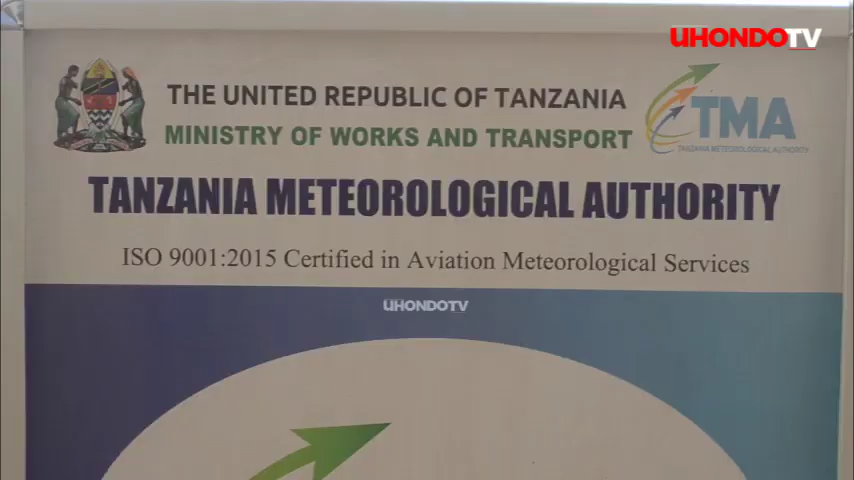 UHONDOTV
THE UNITED REPUBLIC OF TANZANIA
MINISTRY OF WORKS AND TRANSPORT
TMA
TANZANIA METEOROLOGICAL AUTHORITY
TANZANIA METEOROLOGICAL AUTHORITY
ISO 9001:2015 Certified in Aviation Meteorological Services
UHONDOTV